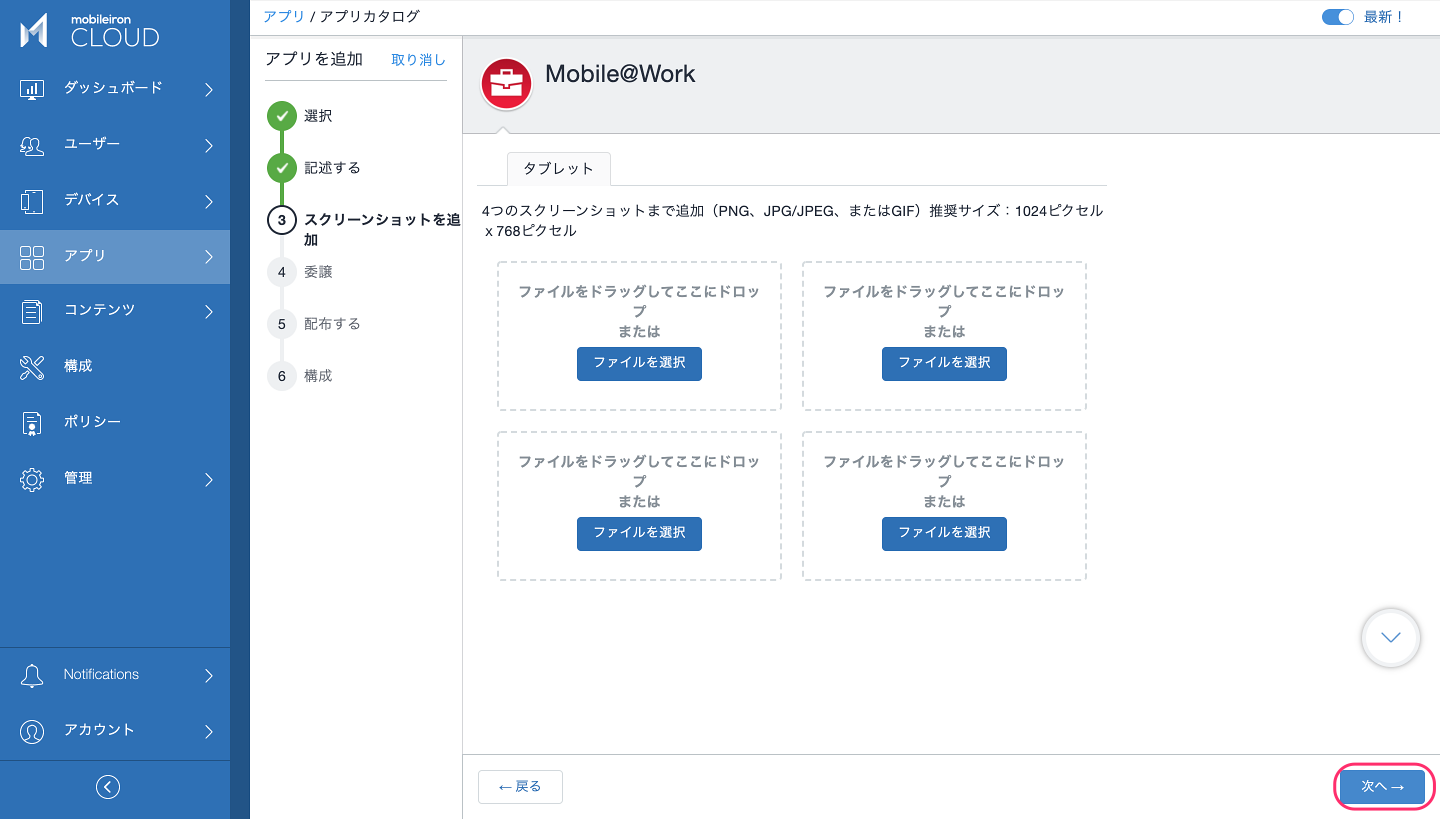 mobileiron
CLOUD
ダッシュボード
ユーザー
デバイス
アプリ
コンテンツ
構成
ポリシー
管理
Notifications
アカウント
アプリ / アプリカタログ
最新！
アプリを追加 取り消し
選択
記述する
3 スクリーンショットを追
加
4 委譲
5 配布する
6 構成
Mobile@Work
タブレット
4つのスクリーンショットまで追加（PNG、JPG/JPEG、またはGIF）推奨サイズ：1024ピクセル
x 768ピクセル
ファイルをドラッグしてここにドロッ
プ
または
ファイルを選択
ファイルをドラッグしてここにドロッ
プ
または
ファイルを選択
ファイルをドラッグしてここにドロッ
プ
または
ファイルを選択
ファイルをドラッグしてここにドロッ
プ
または
ファイルを選択
← 戻る
次へ →